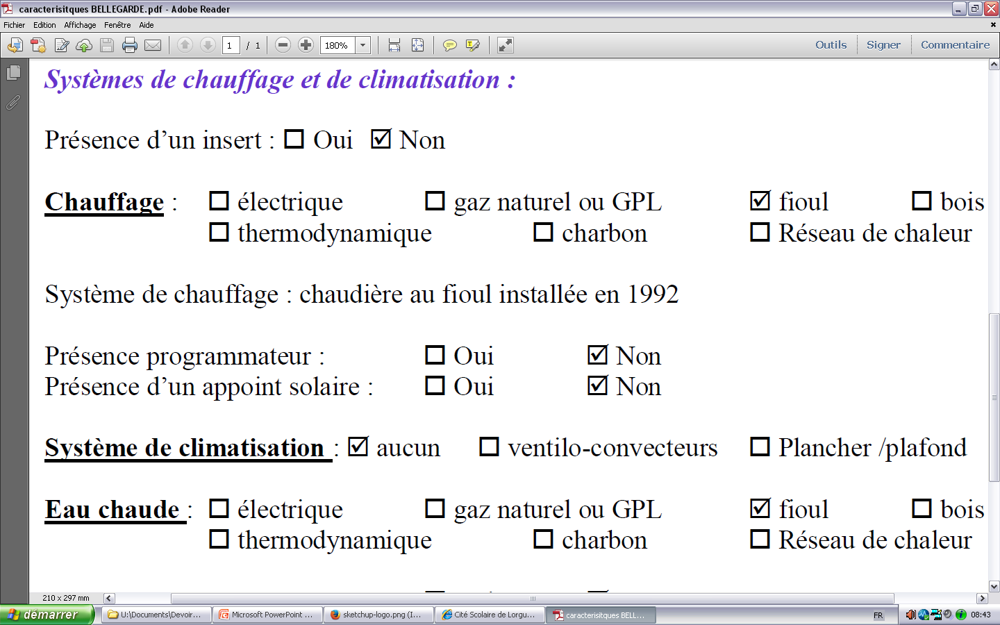 caracterisitques BELLEGARDE.pdf - Adobe Reader
Fichier Edition Affichage Fenêtre Aide
1 / 1 180% Outils Signer Commentaire
Systèmes de chauffage et de climatisation :
Présence d’un insert : ☐ Oui ☑ Non
Chauffage : ☐ électrique ☐ gaz naturel ou GPL ☑ fioul ☐ bois
☐ thermodynamique ☐ charbon ☐ Réseau de chaleur
Système de chauffage : chaudière au fioul installée en 1992
Présence programmateur : ☐ Oui ☑ Non
Présence d’un appoint solaire : ☐ Oui ☑ Non
Système de climatisation : ☑ aucun ☐ ventilo-convecteurs ☐ Plancher /plafond
Eau chaude : ☐ électrique ☐ gaz naturel ou GPL ☑ fioul ☐ bois
☐ thermodynamique ☐ charbon ☐ Réseau de chaleur
210 x 297 mm
démarrer U:\Documents\Devoir... Microsoft PowerPoint ... sketchup-logo.png (I... Cité Scolaire de Lorgu... caracterisitques BELL... FR 08:43